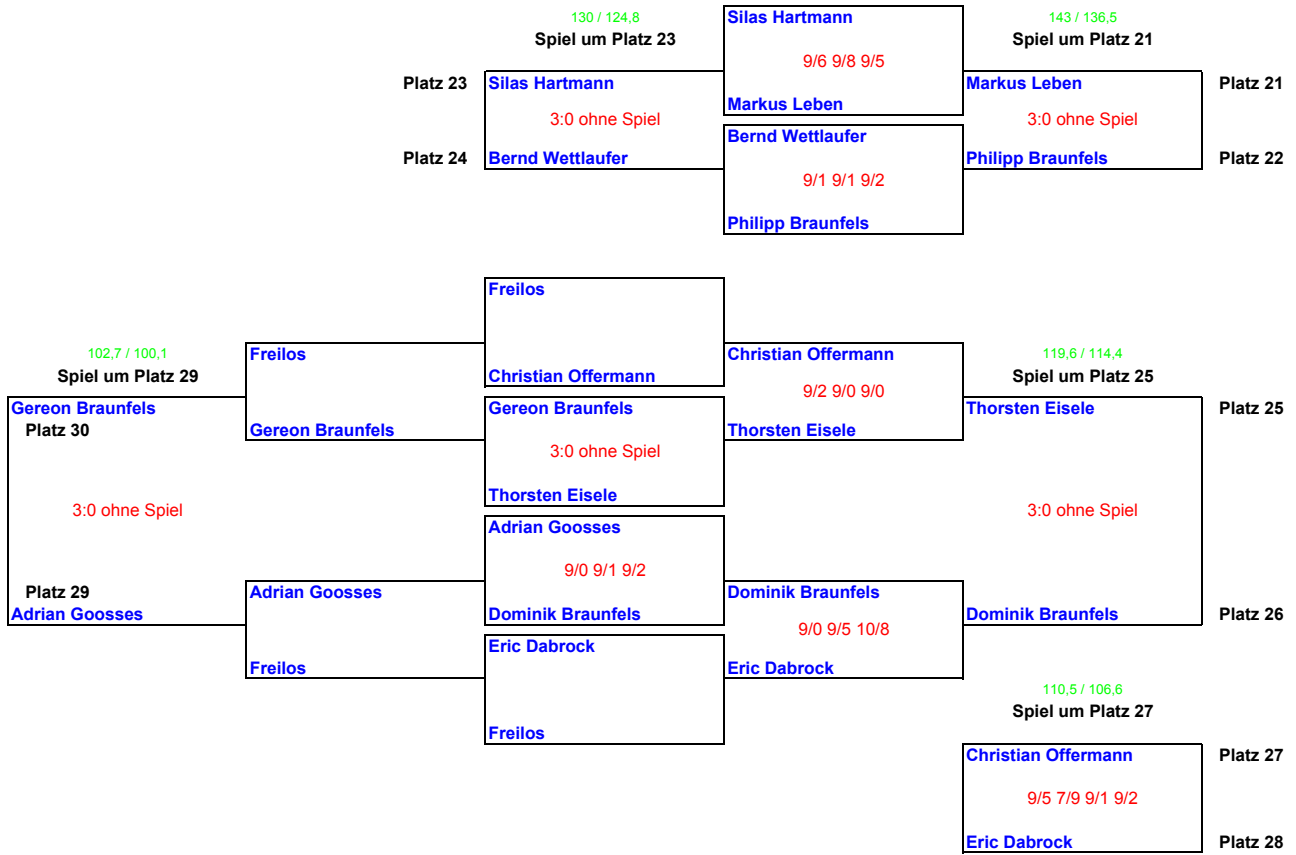 130 / 124,8 Silas Hartmann 143 / 136,5
Spiel um Platz 23 Spiel um Platz 21
9/6 9/8 9/5
Platz 23 Silas Hartmann Markus Leben Platz 21
Markus Leben
3:0 ohne Spiel 3:0 ohne Spiel
Bernd Wettlaufer
Platz 24 Bernd Wettlaufer Philipp Braunfels Platz 22
9/1 9/1 9/2
Philipp Braunfels
Freilos
102,7 / 100,1 Freilos Christian Offermann 119,6 / 114,4
Spiel um Platz 29 Christian Offermann Spiel um Platz 25
9/2 9/0 9/0
Gereon Braunfels Gereon Braunfels Thorsten Eisele Platz 25
Platz 30 Gereon Braunfels Thorsten Eisele
3:0 ohne Spiel
Thorsten Eisele
3:0 ohne Spiel 3:0 ohne Spiel
Adrian Goosses
9/0 9/1 9/2
Platz 29 Adrian Goosses Dominik Braunfels
Adrian Goosses Dominik Braunfels Dominik Braunfels Platz 26
9/0 9/5 10/8
Eric Dabrock
Freilos Eric Dabrock
110,5 / 106,6
Spiel um Platz 27
Freilos
Christian Offermann Platz 27
9/5 7/9 9/1 9/2
Eric Dabrock Platz 28